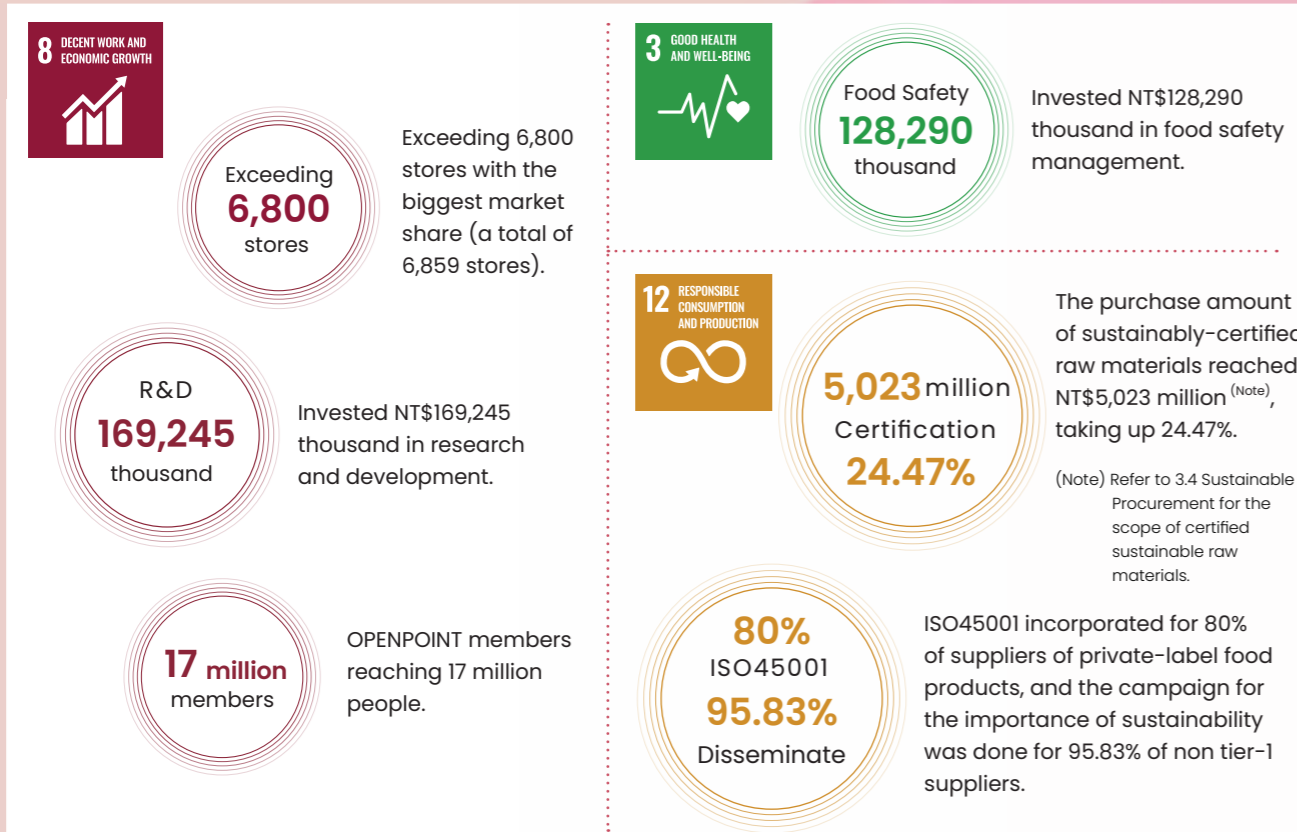 8 DECENT WORK AND
ECONOMIC GROWTH
Exceeding
6,800
stores
Exceeding 6,800
stores with the
biggest market
share (a total of
6,859 stores).
R&D
169,245
thousand
Invested NT$169,245
thousand in research
and development.
17 million
members
OPENPOINT members
reaching 17 million
people.
3 GOOD HEALTH
AND WELL-BEING
Food Safety
128,290
thousand
Invested NT$128,290
thousand in food safety
management.
12 RESPONSIBLE
CONSUMPTION
AND PRODUCTION
5,023 million
Certification
24.47%
The purchase amount
of sustainably-certified
raw materials reached
NT$5,023 million (Note),
taking up 24.47%.
(Note) Refer to 3.4 Sustainable
Procurement for the
scope of certified
sustainable raw
materials.
80%
ISO45001
95.83%
Disseminate
ISO45001 incorporated for 80%
of suppliers of private-label food
products, and the campaign for
the importance of sustainability
was done for 95.83% of non tier-1
suppliers.